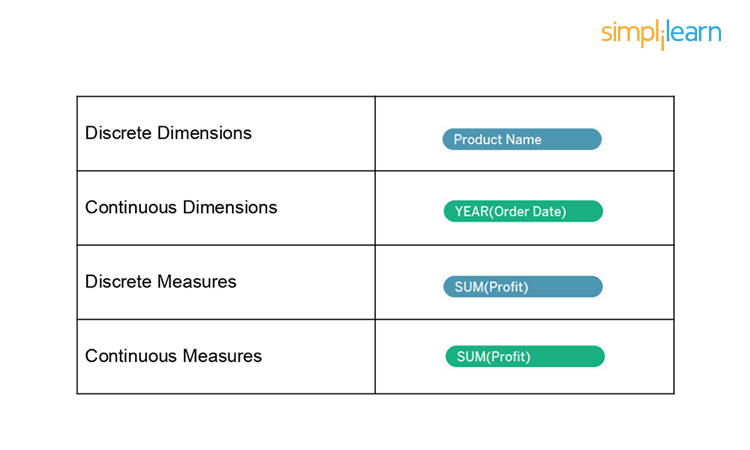 simplilearn
Discrete Dimensions
Product Name
Continuous Dimensions
YEAR(Order Date)
Discrete Measures
SUM(Profit)
Continuous Measures
SUM(Profit)